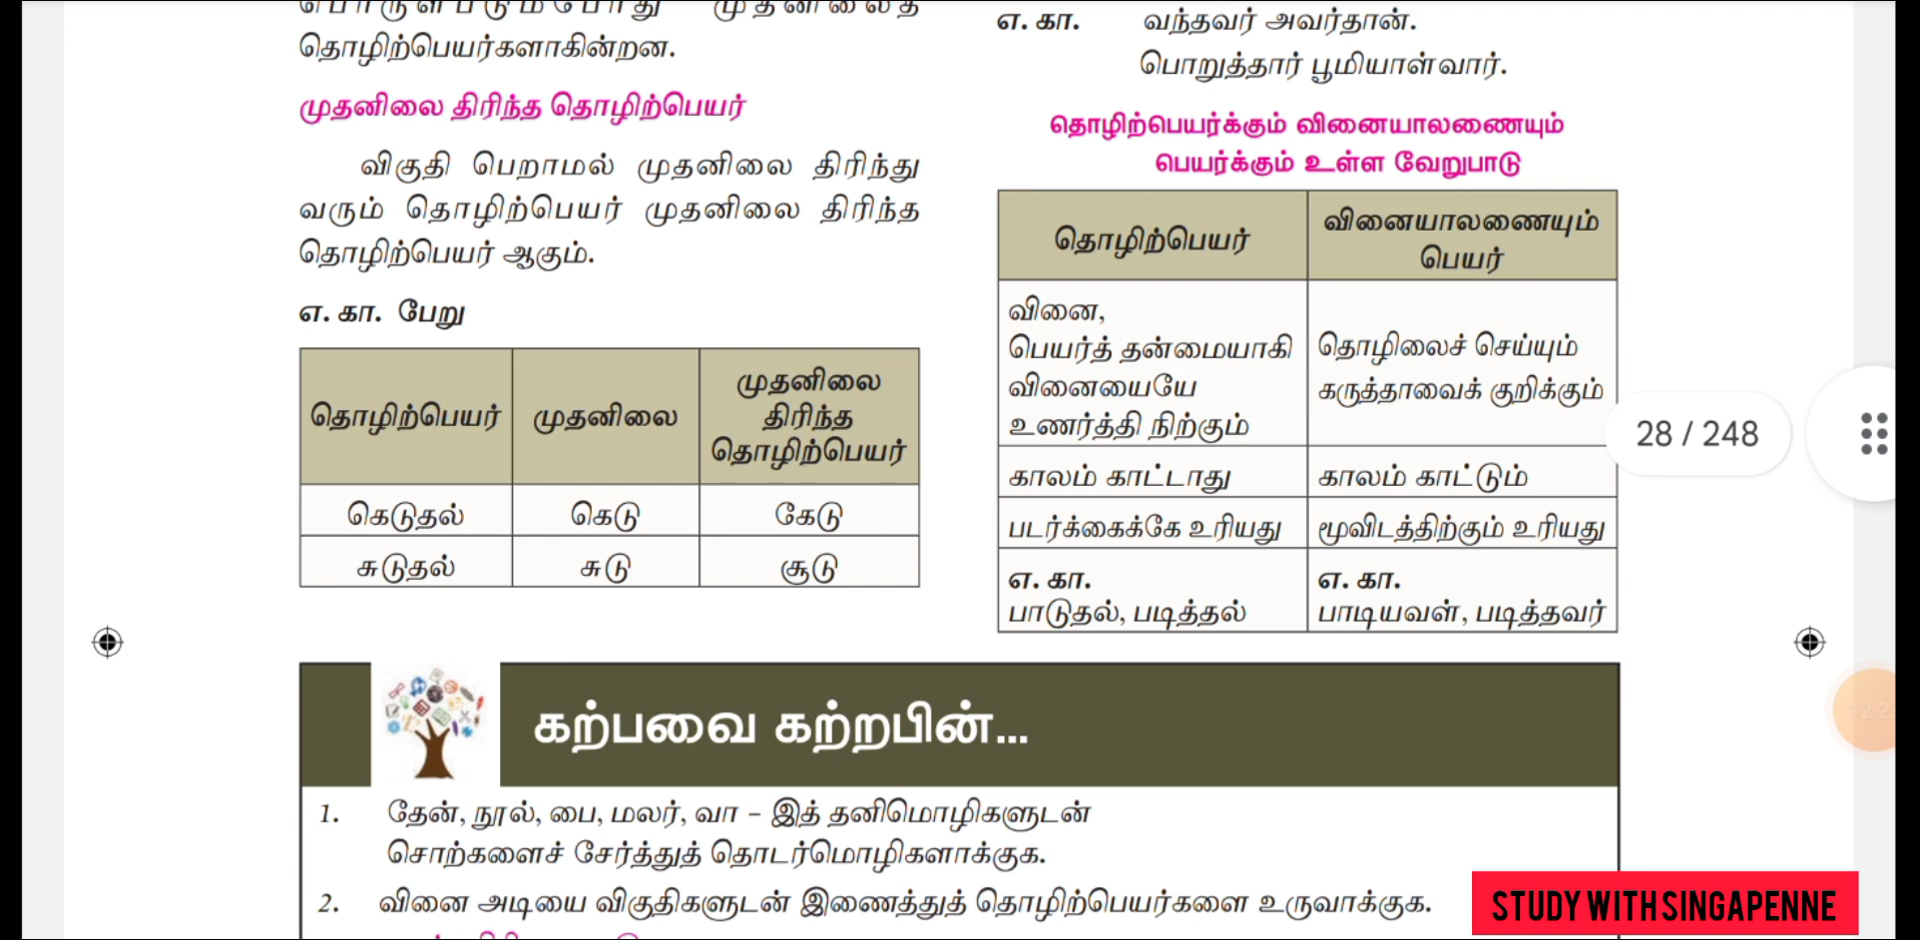 பொருள்படும்போது முதனிலைத்
தொழிற்பெயர்களாகின்றன.
முதனிலை திரிந்த தொழிற்பெயர்
விகுதி பெறாமல் முதனிலை திரிந்து
வரும் தொழிற்பெயர் முதனிலை திரிந்த
தொழிற்பெயர் ஆகும்.
எ. கா. பேறு
தொழிற்பெயர் முதனிலை முதனிலை
திரிந்த
தொழிற்பெயர்
கெடுதல் கெடு கேடு
சுடுதல் சுடு சூடு
எ. கா. வந்தவர் அவர்தான்.
பொறுத்தார் பூமியாள்வார்.
தொழிற்பெயர்க்கும் வினையாலணையும்
பெயர்க்கும் உள்ள வேறுபாடு
தொழிற்பெயர் வினையாலணையும்
பெயர்
வினை,
பெயர்த் தன்மையாகி
வினையையே
உணர்த்தி நிற்கும்
தொழிலைச் செய்யும்
கருத்தாவைக் குறிக்கும்
காலம் காட்டாது காலம் காட்டும்
படர்க்கைக்கே உரியது மூவிடத்திற்கும் உரியது
எ. கா. எ. கா.
பாடுதல், படித்தல் பாடியவள், படித்தவர்
28 / 248
கற்பவை கற்றபின்...
1. தேன், நூல், பை, மலர், வா – இத் தனிமொழிகளுடன்
சொற்களைச் சேர்த்துத் தொடர்மொழிகளாக்குக.
2. வினை அடியை விகுதிகளுடன் இணைத்துத் தொழிற்பெயர்களை உருவாக்குக.
STUDY WITH SINGAPENNE